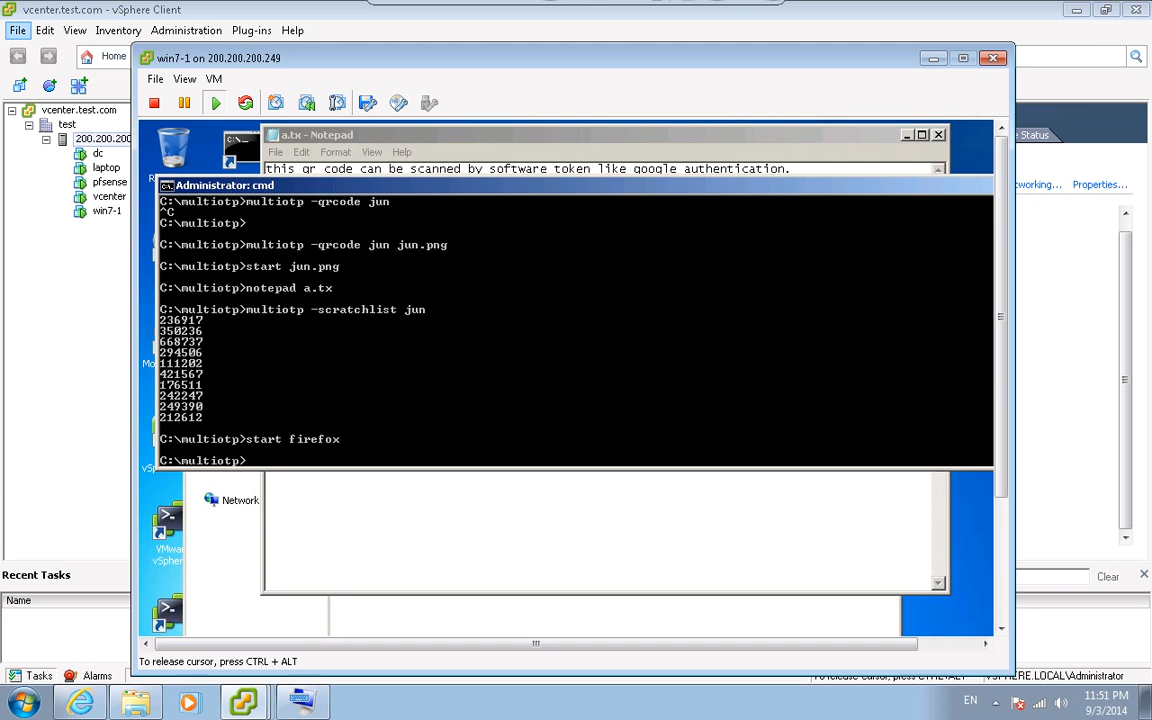 vcenter.test.com - vSphere Client
File Edit View Inventory Administration Plug-ins Help
Home
win7-1 on 200.200.200.249
File View VM
vcenter.test.com
test
200.200.200
dc
laptop
pfsense
vcenter
win7-1
Status
Networking... Properties...
a.tx - Notepad
File Edit Format View Help
this qr code can be scanned by software token like google authentication.
Administrator: cmd
C:\multiotp>multiotp -qrcode jun
^C
C:\multiotp>
C:\multiotp>multiotp -qrcode jun jun.png
C:\multiotp>start jun.png
C:\multiotp>notepad a.tx
C:\multiotp>multiotp -scratchlist jun
236917
350236
668737
294506
111202
421567
176511
242247
249390
212612
C:\multiotp>start firefox
C:\multiotp>
Network
VMw
vSphere
To release cursor, press CTRL + ALT
Recent Tasks
Clear
Name
Tasks Alarms
VSPHERE.LOCAL\Administrator
EN
11:51 PM
9/3/2014